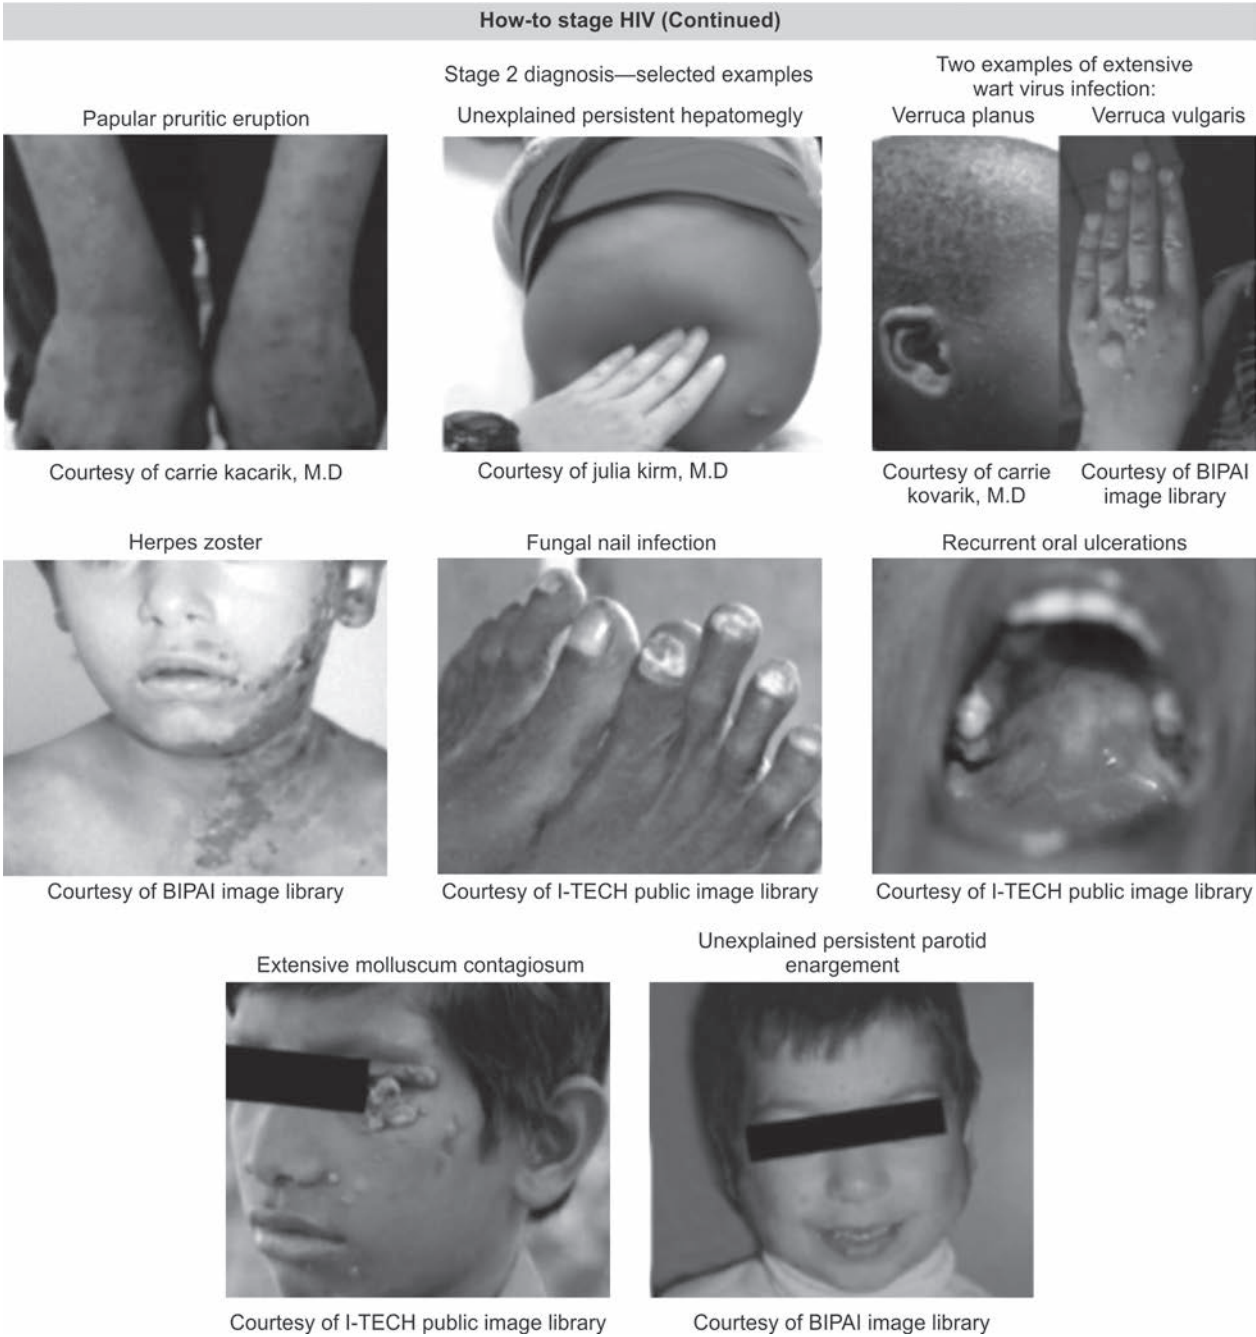 How-to stage HIV (Continued)
Stage 2 diagnosis—selected examples
Two examples of extensive
wart virus infection:
Papular pruritic eruption
Unexplained persistent hepatomegly
Verruca planus
Verruca vulgaris
Courtesy of carrie kacarik, M.D
Courtesy of julia kirm, M.D
Courtesy of carrie
kovarik, M.D
Courtesy of BIPAI
image library
Herpes zoster
Fungal nail infection
Recurrent oral ulcerations
Courtesy of BIPAI image library
Courtesy of I-TECH public image library
Courtesy of I-TECH public image library
Extensive molluscum contagiosum
Unexplained persistent parotid
enargement
Courtesy of I-TECH public image library
Courtesy of BIPAI image library